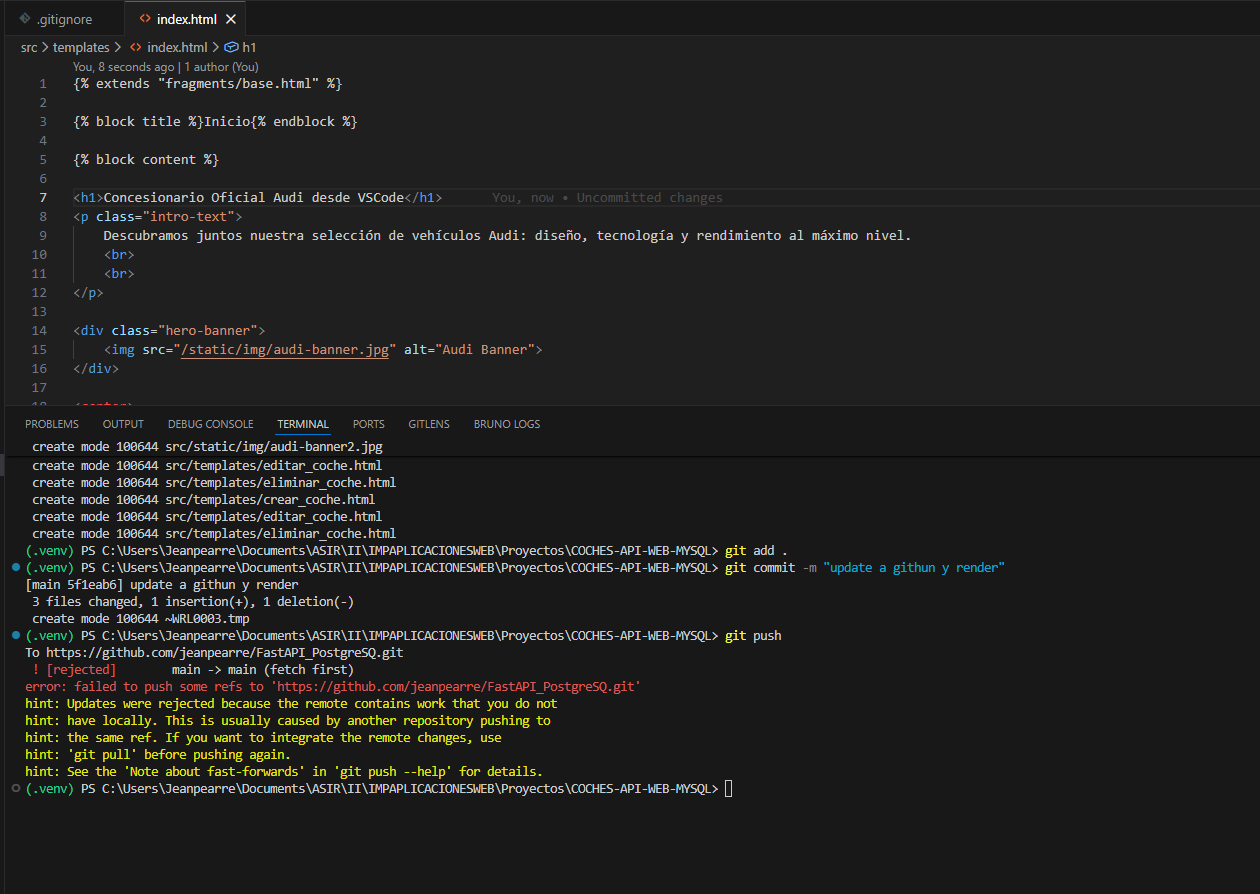 .gitignore
index.html
src > templates > index.html > h1
You, 8 seconds ago | 1 author (You)
1 {% extends "fragments/base.html" %}
2
3 {% block title %}Inicio{% endblock %}
4
5 {% block content %}
6
7 <h1>Concesionario Oficial Audi desde VSCode</h1> You, now • Uncommitted changes
8 <p class="intro-text">
9 Descubramos juntos nuestra selección de vehículos Audi: diseño, tecnología y rendimiento al máximo nivel.
10 <br>
11 <br>
12 </p>
13
14 <div class="hero-banner">
15 <img src="/static/img/audi-banner.jpg" alt="Audi Banner">
16 </div>
17
18 <center>
PROBLEMS OUTPUT DEBUG CONSOLE TERMINAL PORTS GITLENS BRUNO LOGS
create mode 100644 src/static/img/audi-banner2.jpg
create mode 100644 src/templates/editar_coche.html
create mode 100644 src/templates/eliminar_coche.html
create mode 100644 src/templates/crear_coche.html
create mode 100644 src/templates/editar_coche.html
create mode 100644 src/templates/eliminar_coche.html
(.venv) PS C:\Users\Jeanpearre\Documents\ASIR\II\IMPAPLICACIONESWEB\Proyectos\COCHES-API-WEB-MYSQL> git add .
(.venv) PS C:\Users\Jeanpearre\Documents\ASIR\II\IMPAPLICACIONESWEB\Proyectos\COCHES-API-WEB-MYSQL> git commit -m "update a githun y render"
[main 5f1eab6] update a githun y render
3 files changed, 1 insertion(+), 1 deletion(-)
create mode 100644 ~WRL0003.tmp
(.venv) PS C:\Users\Jeanpearre\Documents\ASIR\II\IMPAPLICACIONESWEB\Proyectos\COCHES-API-WEB-MYSQL> git push
To https://github.com/jeanpearre/FastAPI_PostgreSQ.git
! [rejected] main -> main (fetch first)
error: failed to push some refs to 'https://github.com/jeanpearre/FastAPI_PostgreSQ.git'
hint: Updates were rejected because the remote contains work that you do not
hint: have locally. This is usually caused by another repository pushing to
hint: the same ref. If you want to integrate the remote changes, use
hint: 'git pull' before pushing again.
hint: See the 'Note about fast-forwards' in 'git push --help' for details.
(.venv) PS C:\Users\Jeanpearre\Documents\ASIR\II\IMPAPLICACIONESWEB\Proyectos\COCHES-API-WEB-MYSQL>